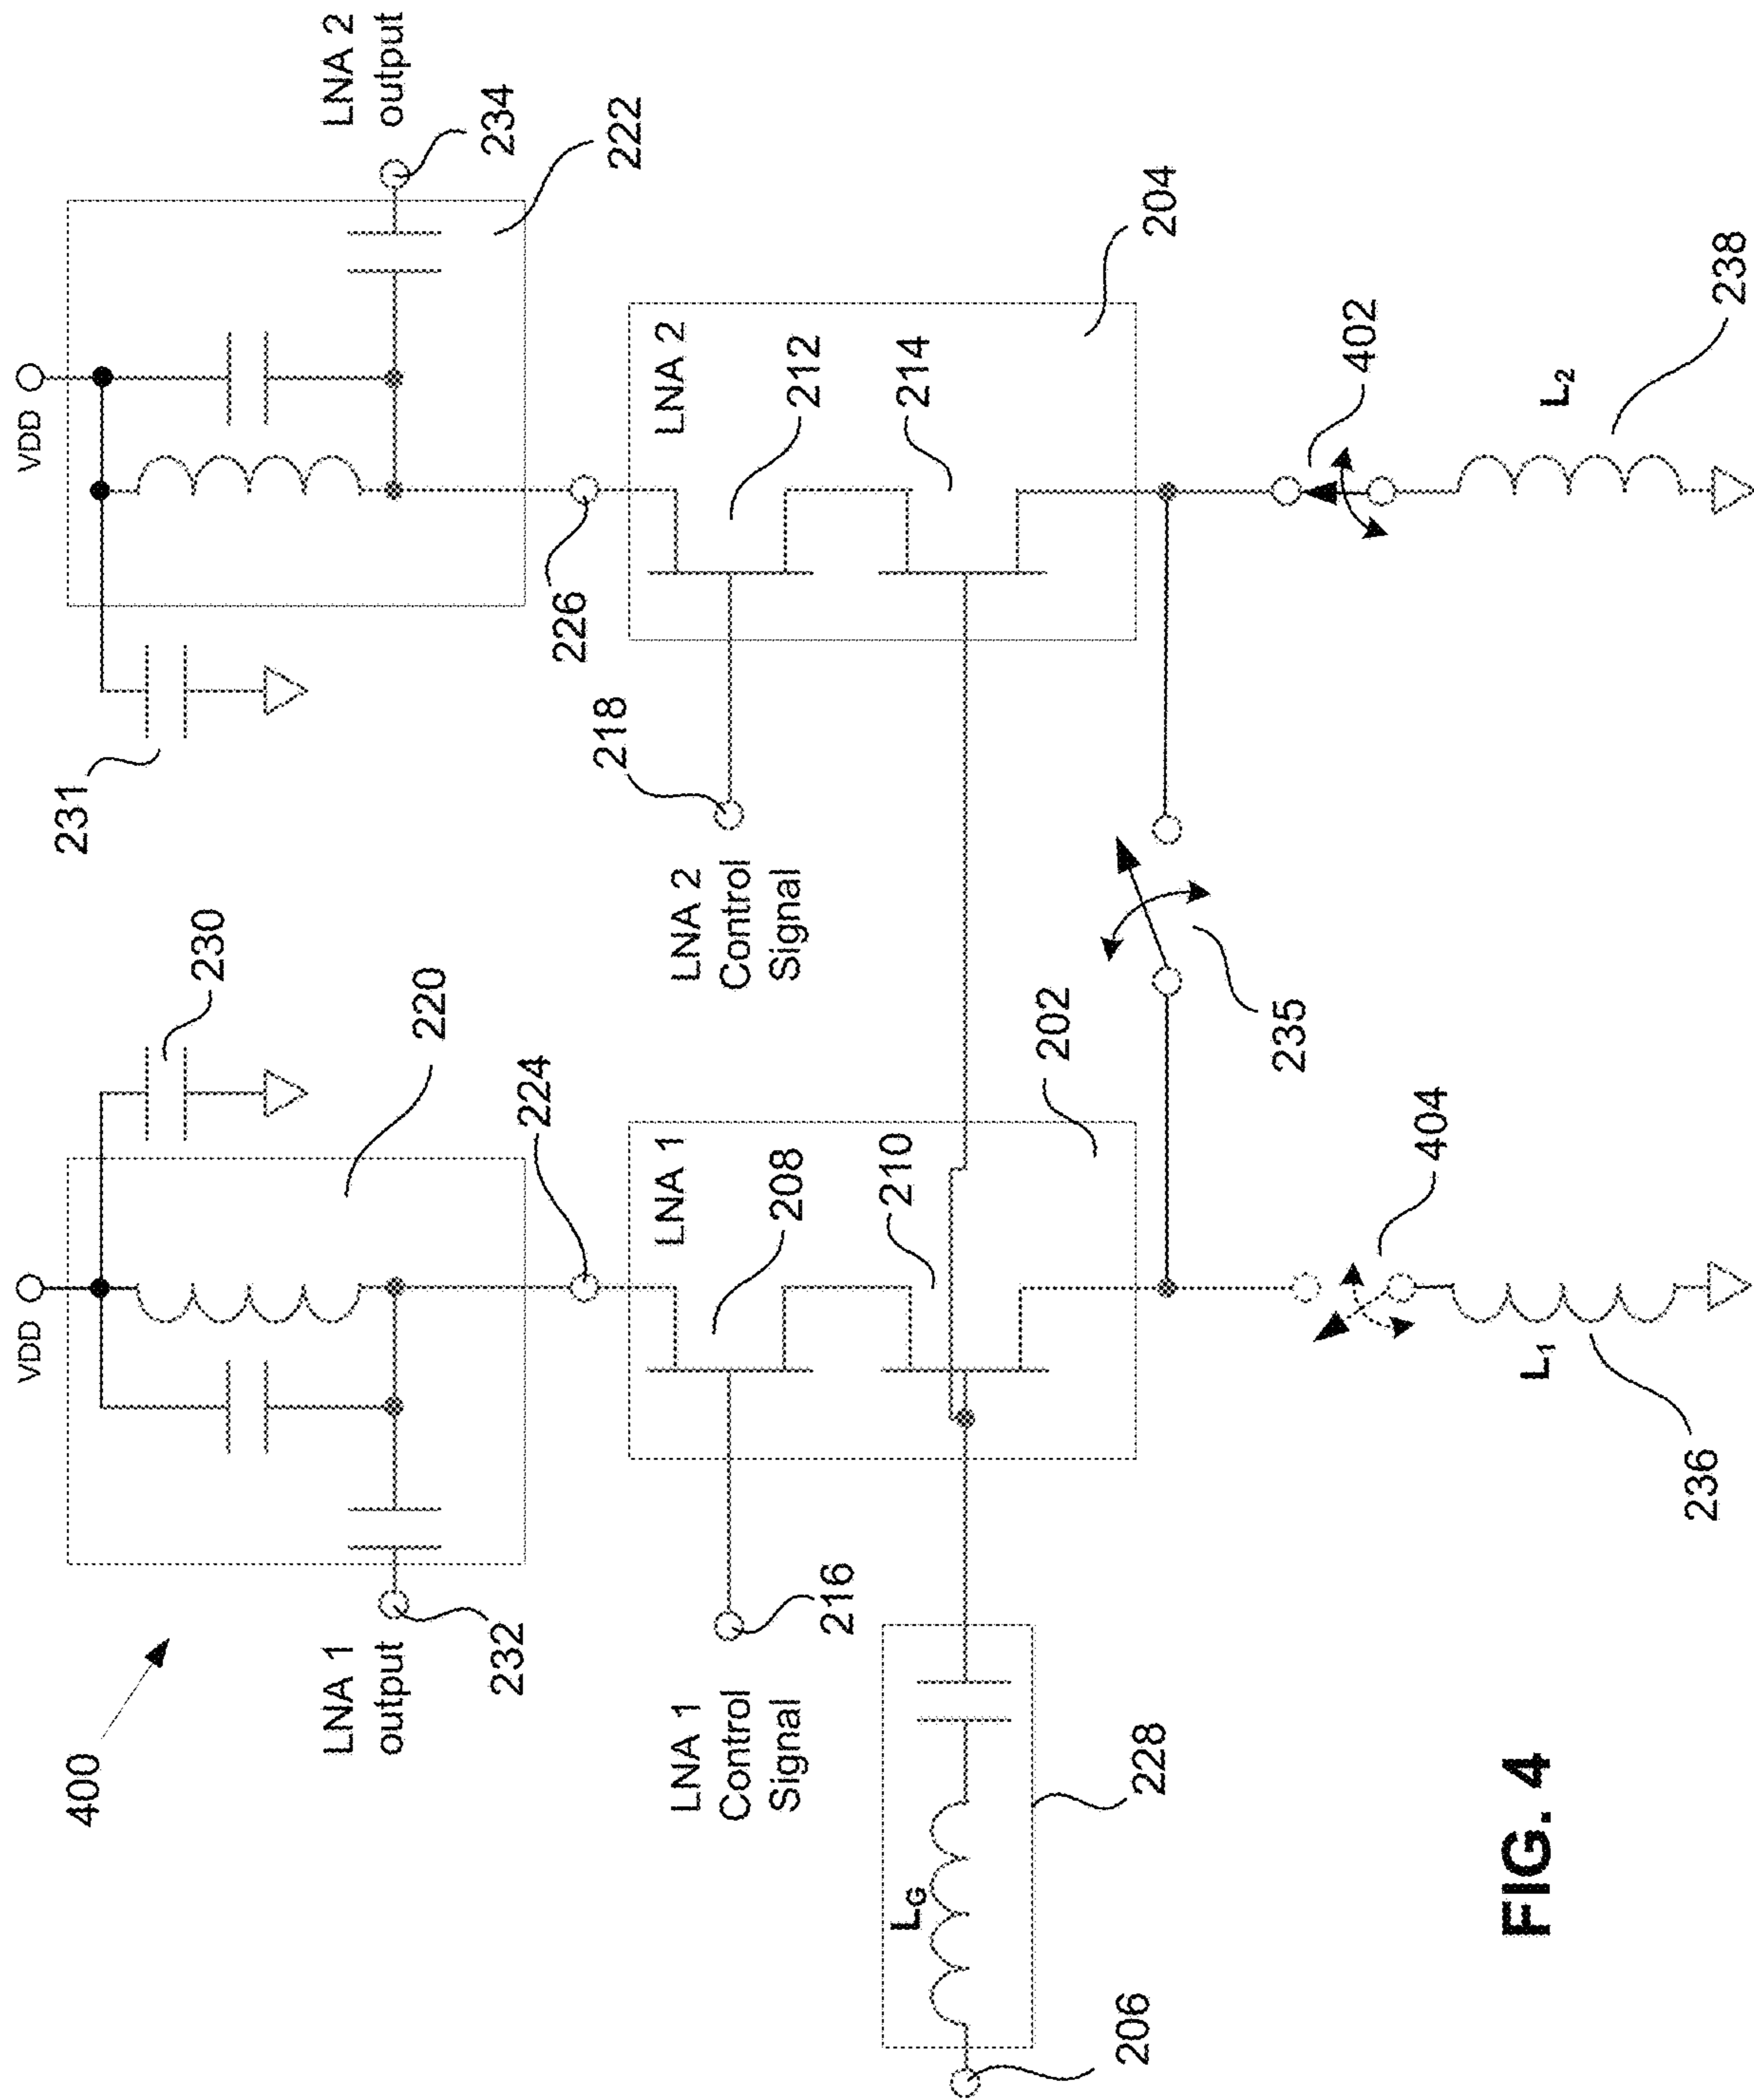 400
VDD
230
220
LNA 1
output
232
224
VDD
231
LNA 2
output
234
222
226
LNA 1
Control
Signal
216
LNA 1
208
210
202
LNA 2
Control
Signal
218
LNA 2
212
214
204
L_G
206
228
235
404
L₁
236
402
L₂
238
FIG. 4